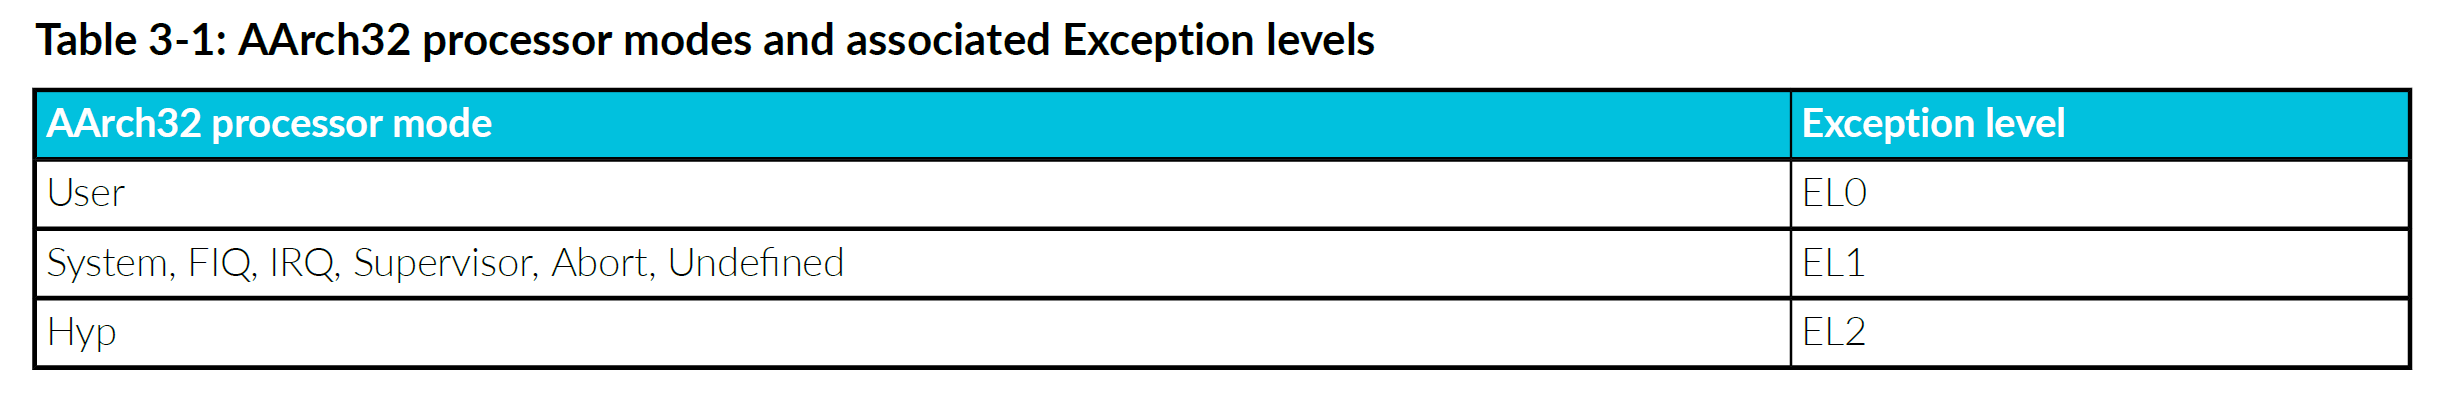 Table 3-1: AArch32 processor modes and associated Exception levels
AArch32 processor mode Exception level
User EL0
System, FIQ, IRQ, Supervisor, Abort, Undefined EL1
Hyp EL2